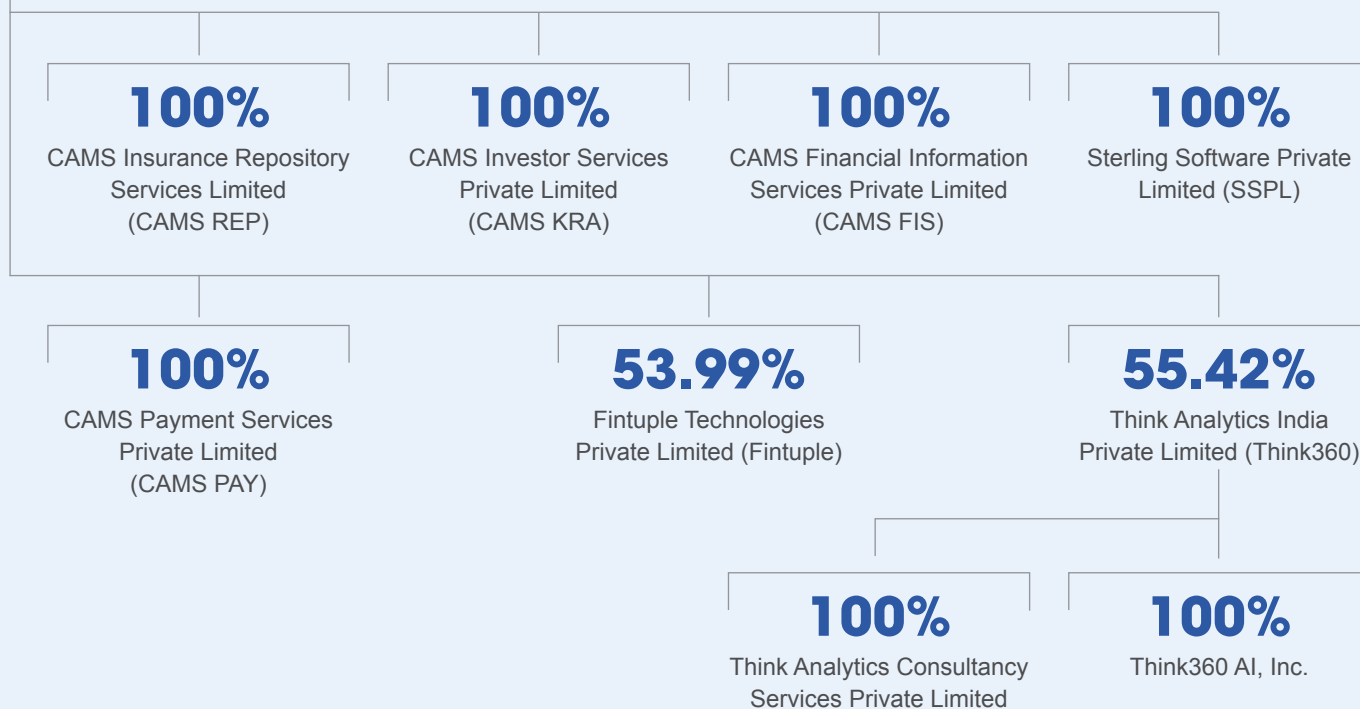 100%
CAMS Insurance Repository
Services Limited
(CAMS REP)
100%
CAMS Investor Services
Private Limited
(CAMS KRA)
100%
CAMS Financial Information
Services Private Limited
(CAMS FIS)
100%
Sterling Software Private
Limited (SSPL)
100%
CAMS Payment Services
Private Limited
(CAMS PAY)
53.99%
Fintuple Technologies
Private Limited (Fintuple)
55.42%
Think Analytics India
Private Limited (Think360)
100%
Think Analytics Consultancy
Services Private Limited
100%
Think360 AI, Inc.